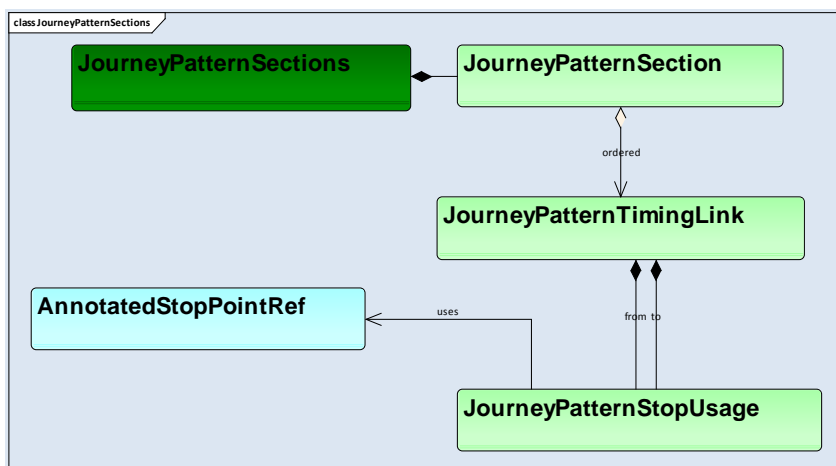 class JourneyPatternSections
JourneyPatternSections
JourneyPatternSection
ordered
JourneyPatternTimingLink
AnnotatedStopPointRef
uses
from to
JourneyPatternStopUsage